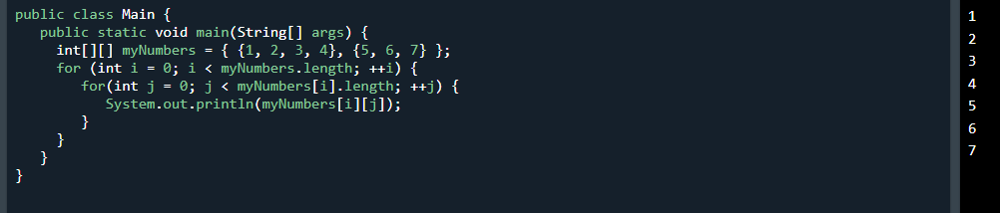 public class Main {
public static void main(String[] args) {
int[][] myNumbers = { {1, 2, 3, 4}, {5, 6, 7} };
for (int i = 0; i < myNumbers.length; ++i) {
for(int j = 0; j < myNumbers[i].length; ++j) {
System.out.println(myNumbers[i][j]);
}
}
}
}
1
2
3
4
5
6
7